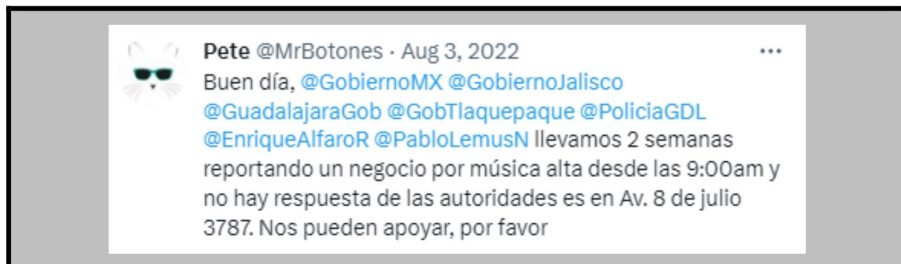 Pete @MrBotones · Aug 3, 2022
Buen día, @GobiernoMX @GobiernoJalisco
@GuadalajaraGob @GobTlaquepaque @PoliciaGDL
@EnriqueAlfaroR @PabloLemusN llevamos 2 semanas
reportando un negocio por música alta desde las 9:00am y
no hay respuesta de las autoridades es en Av. 8 de julio
3787. Nos pueden apoyar, por favor